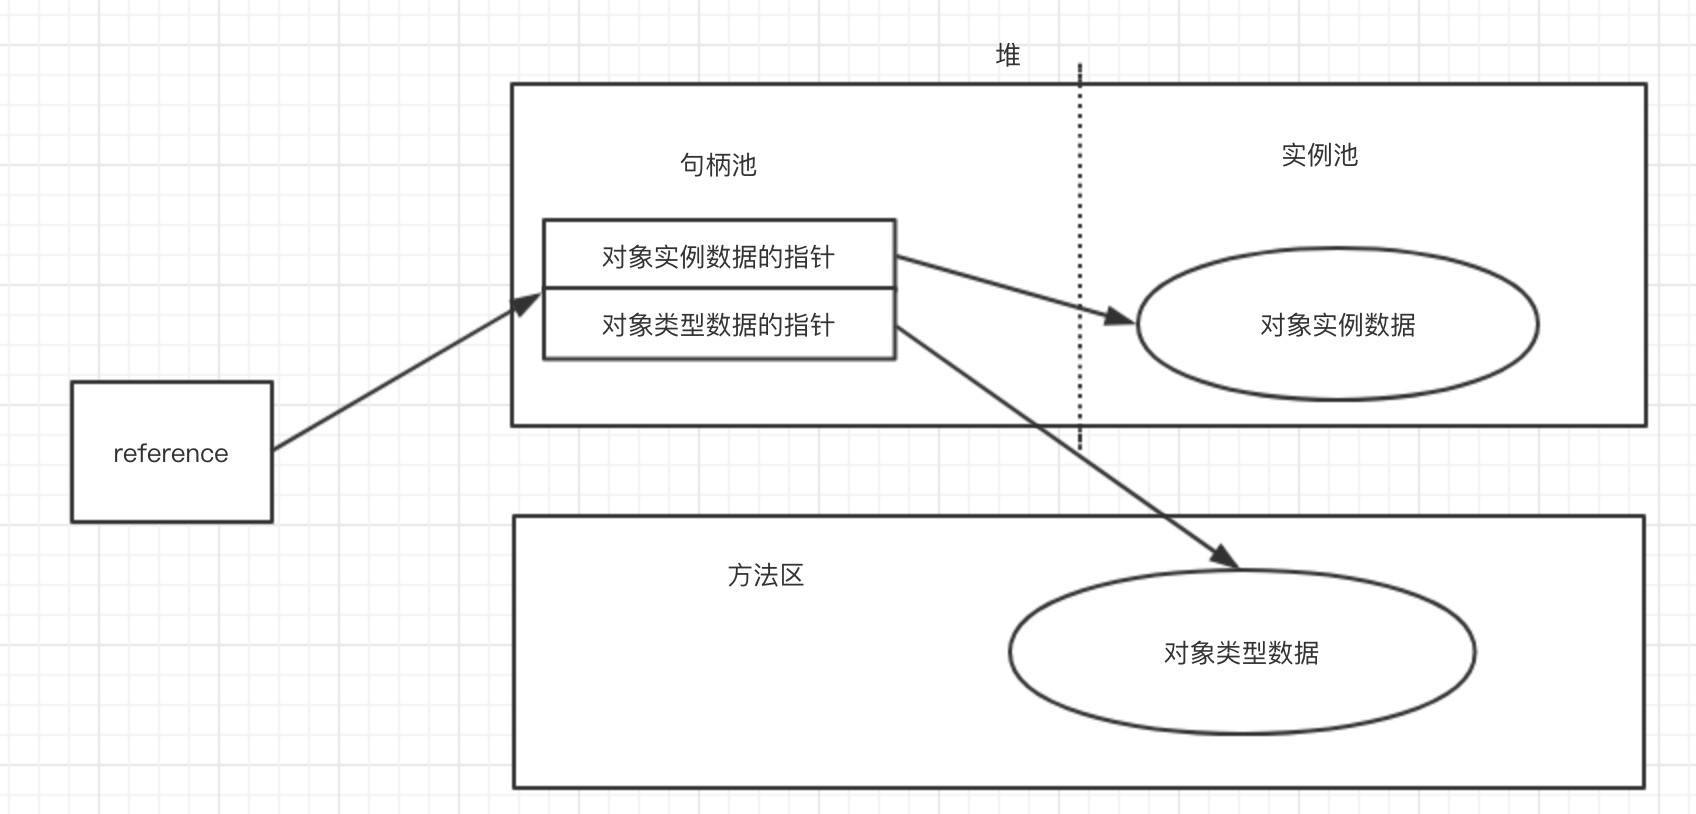 堆
句柄池
实例池
对象实例数据的指针
对象类型数据的指针
对象实例数据
reference
方法区
对象类型数据